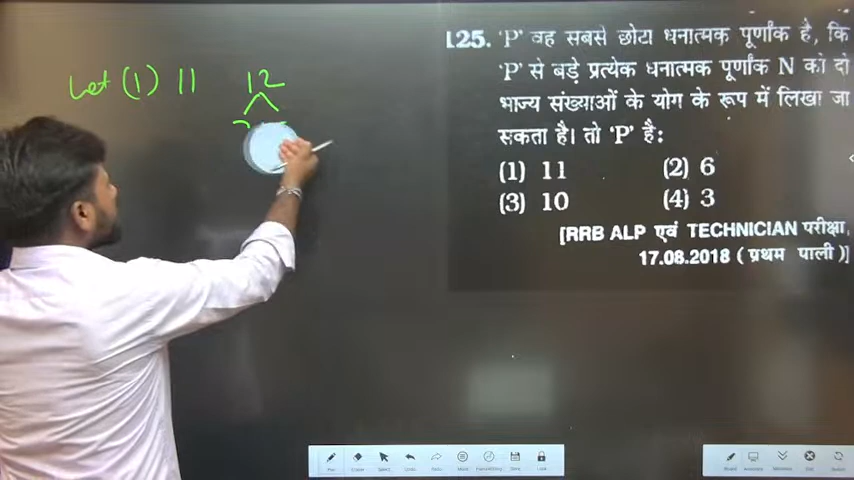 Let (1) 11 12
125. 'P' वह सबसे छोटा धनात्मक पूर्णांक है, कि
'P' से बड़े प्रत्येक धनात्मक पूर्णांक N को दो
भाज्य संख्याओं के योग के रूप में लिखा जा
सकता है। तो 'P' है:
(1) 11 (2) 6
(3) 10 (4) 3
[RRB ALP एवं TECHNICIAN परीक्षा,
17.08.2018 (प्रथम पाली)]